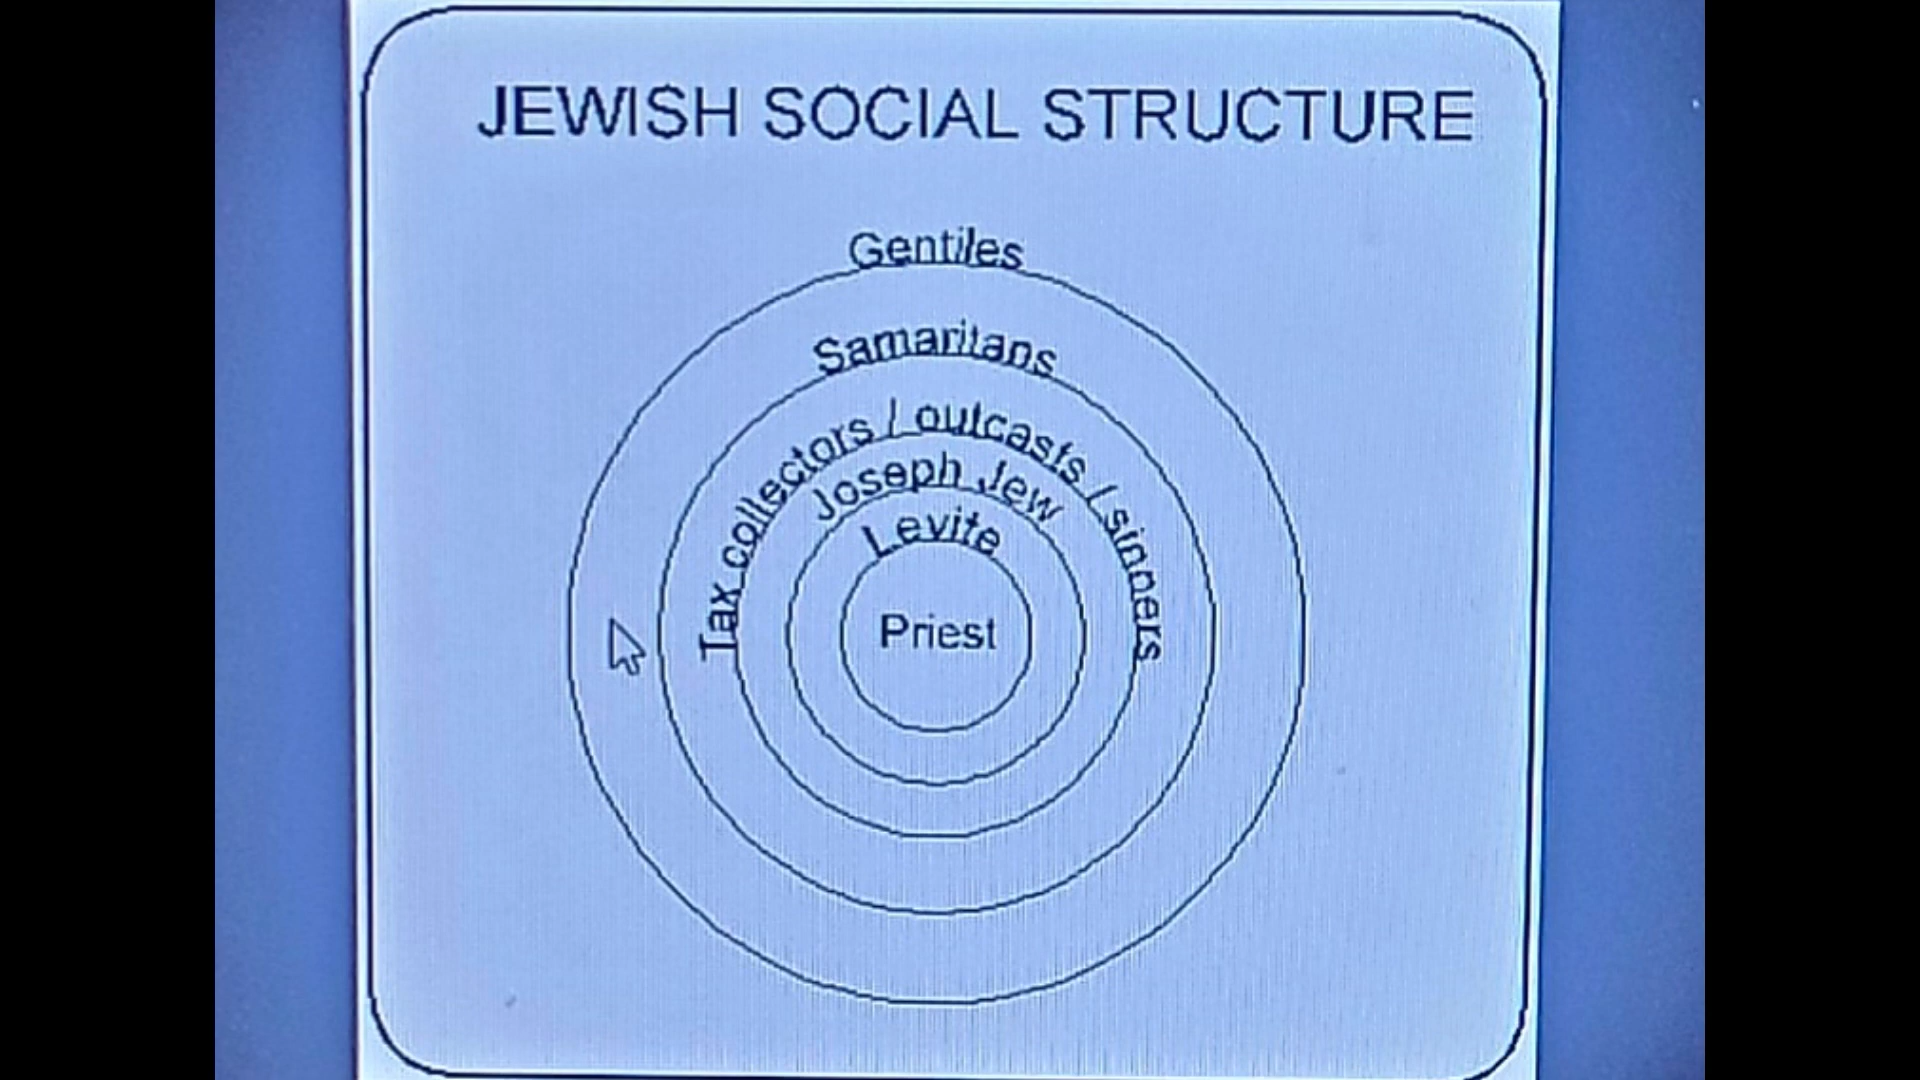 JEWISH SOCIAL STRUCTURE
Gentiles
Samaritans
Tax collectors / outcasts / sinners
Joseph Jew
Levite
Priest